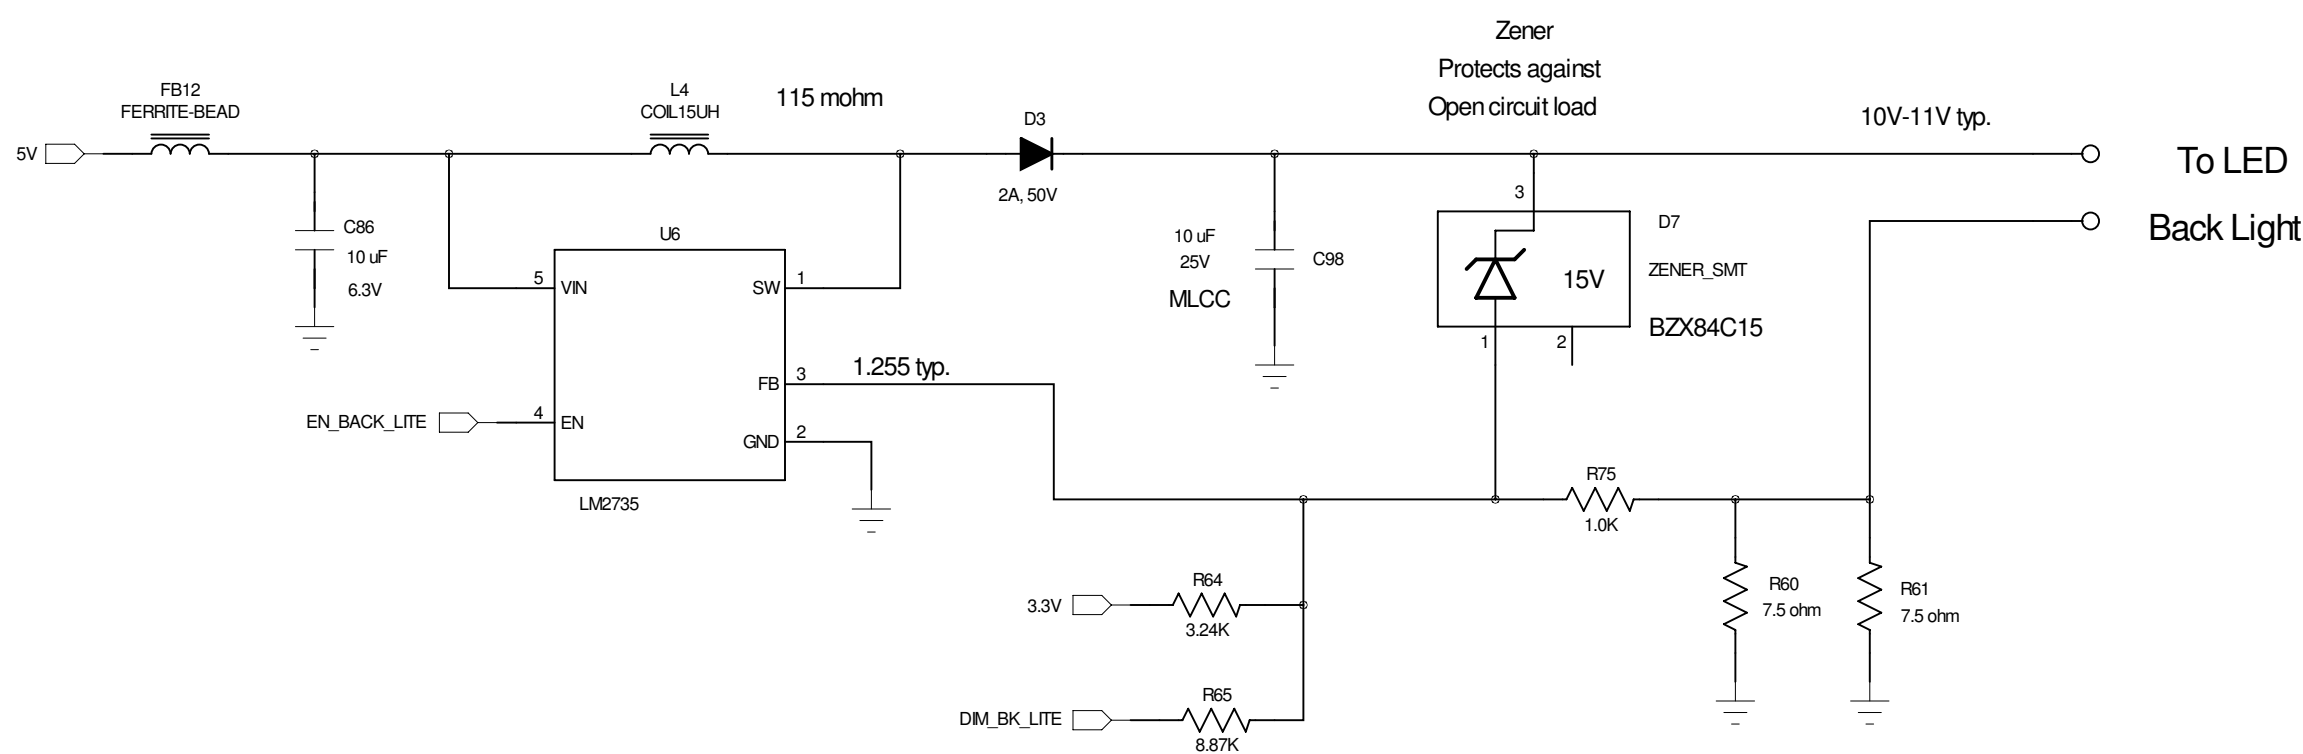 Zener
Protects against
Open circuit load
FB12
FERRITE-BEAD
L4
COIL15UH
115 mohm
D3
2A, 50V
10V-11V typ.
5V
To LED
Back Light
C86
10 uF
6.3V
U6
5
VIN
SW
1
FB
3
1.255 typ.
EN_BACK_LITE
4
EN
GND
2
LM2735
10 uF
25V
MLCC
C98
3
D7
ZENER_SMT
15V
BZX84C15
1
2
R75
1.0K
R64
3.3V
3.24K
R65
DIM_BK_LITE
8.87K
R60
7.5 ohm
R61
7.5 ohm